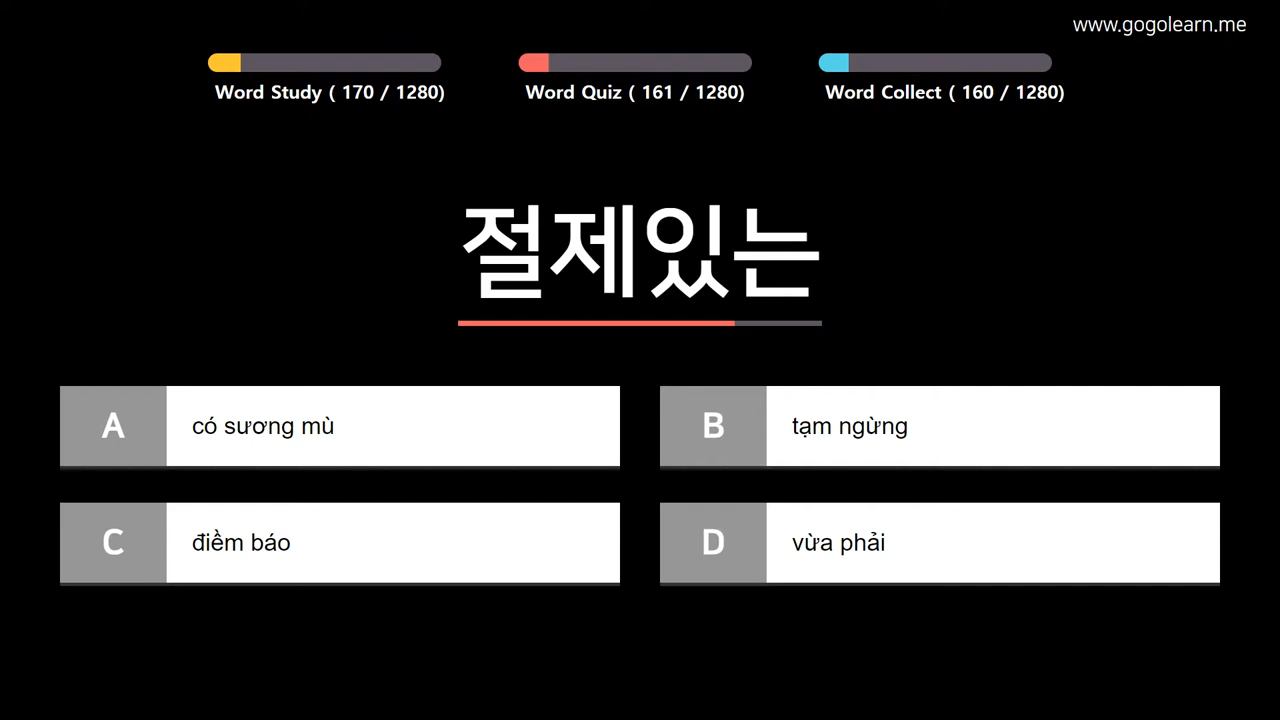 www.gogolearn.me
Word Study ( 170 / 1280)
Word Quiz ( 161 / 1280)
Word Collect ( 160 / 1280)
절제있는
A
có sương mù
B
tạm ngừng
C
điềm báo
D
vừa phải